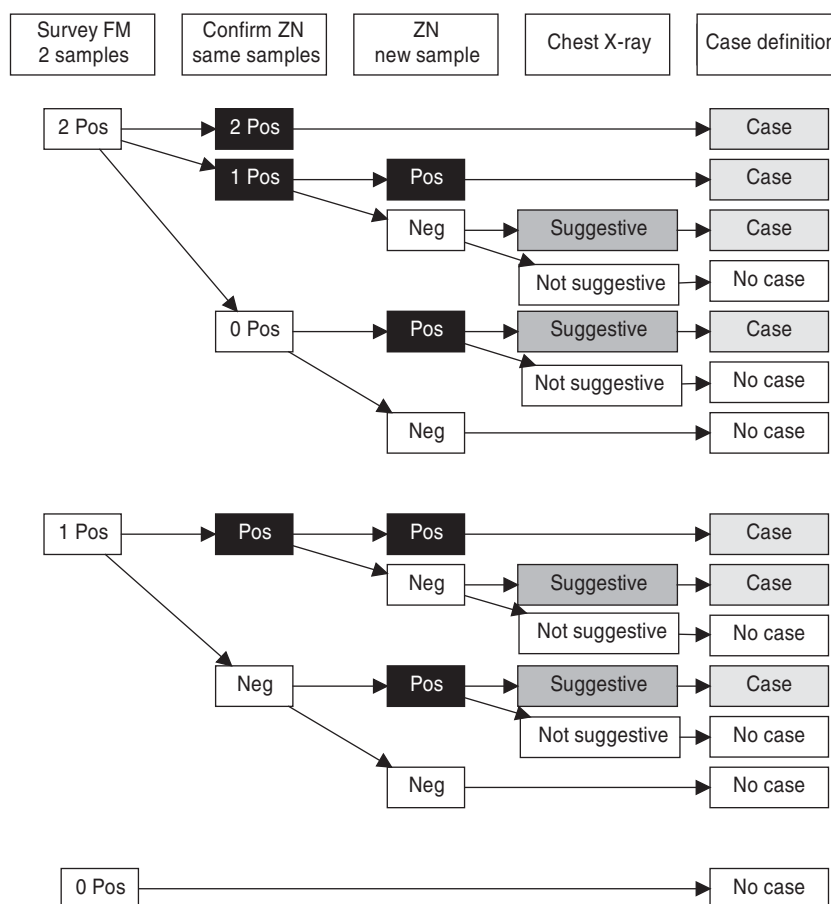 Survey FM
2 samples
Confirm ZN
same samples
ZN
new sample
Chest X-ray
Case definition
2 Pos
2 Pos
Case
1 Pos
Pos
Case
Neg
Suggestive
Case
Not suggestive
No case
0 Pos
Pos
Suggestive
Case
Not suggestive
No case
Neg
No case
1 Pos
Pos
Pos
Case
Neg
Suggestive
Case
Not suggestive
No case
Neg
Pos
Suggestive
Case
Not suggestive
No case
Neg
No case
0 Pos
No case